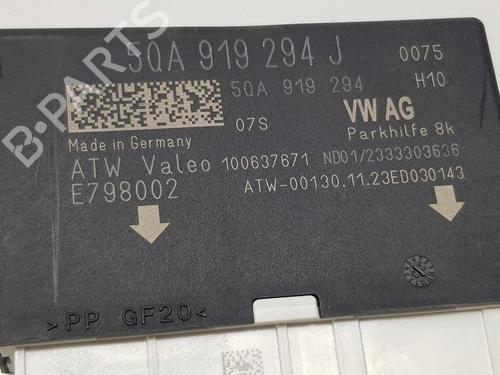 5QA 919 294 J
0075
5QA 919 294
H10
07S
VW AG
Made in Germany
Parkhilfe 8k
ATW Valeo 100637671 ND01/2333303636
E798002
ATW-00130.11.23ED030143
>PP GF20<
B-PARTS